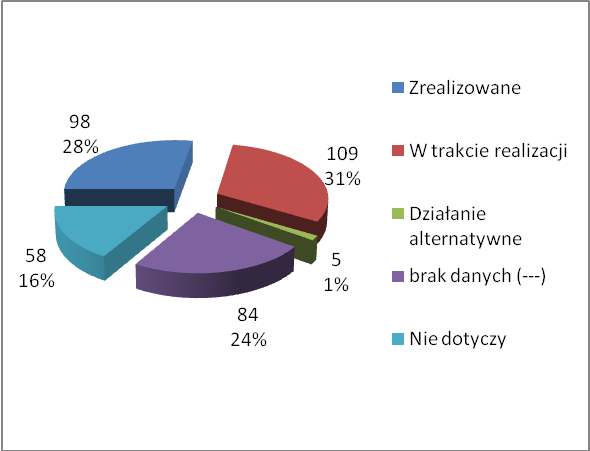 98
28%
109
31%
5
1%
84
24%
58
16%
Zrealizowane
W trakcie realizacji
Działanie
alternatywne
brak danych (---)
Nie dotyczy